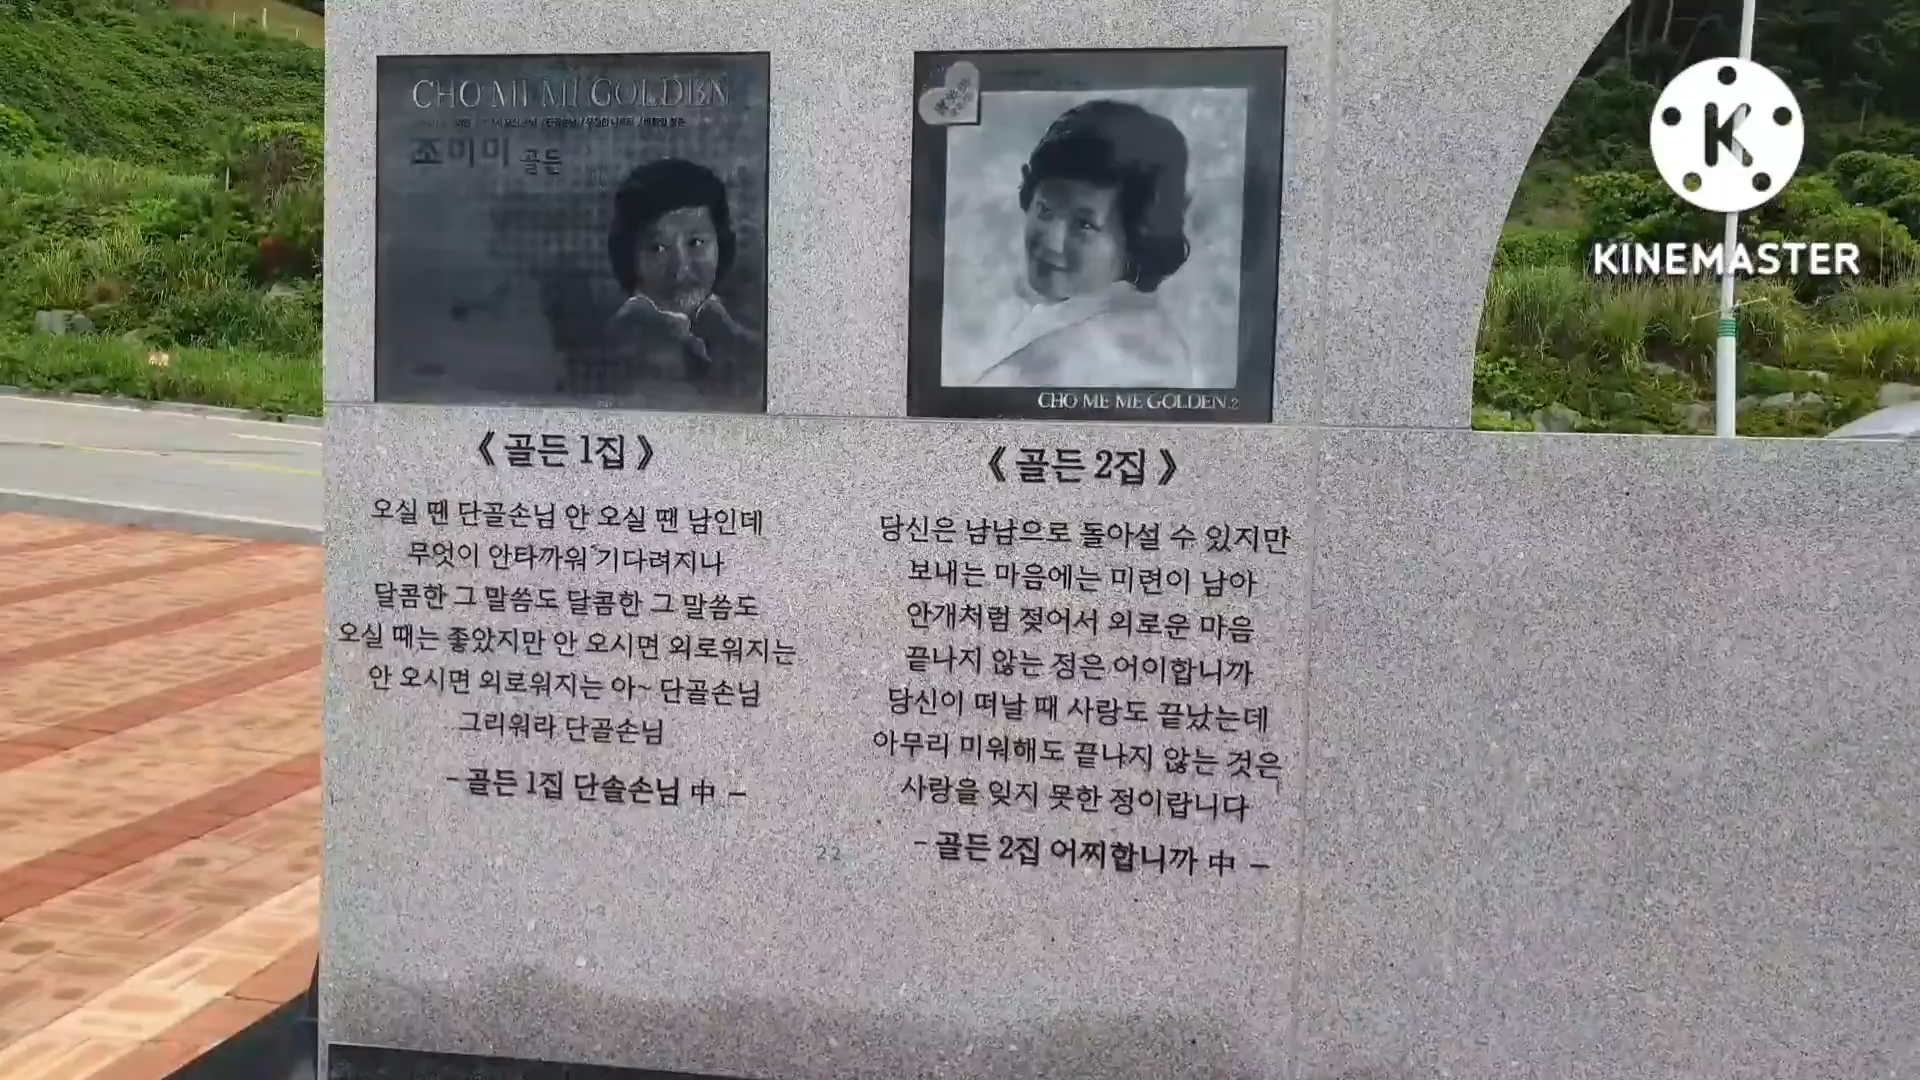 CHO MI MI GOLDEN
조미미 골든
CHO ME ME GOLDEN.2
《 골든 1집 》
오실 땐 단골손님 안 오실 땐 남인데
무엇이 안타까워 기다려지나
달콤한 그 말씀도 달콤한 그 말씀도
오실 때는 좋았지만 안 오시면 외로워지는
안 오시면 외로워지는 아~ 단골손님
그리워라 단골손님
- 골든 1집 단솔손님 中 -
《 골든 2집 》
당신은 남남으로 돌아설 수 있지만
보내는 마음에는 미련이 남아
안개처럼 젖어서 외로운 마음
끝나지 않는 정은 어이합니까
당신이 떠날 때 사랑도 끝났는데
아무리 미워해도 끝나지 않는 것은
사랑을 잊지 못한 정이랍니다
- 골든 2집 어찌합니까 中 -
22
K
KINEMASTER